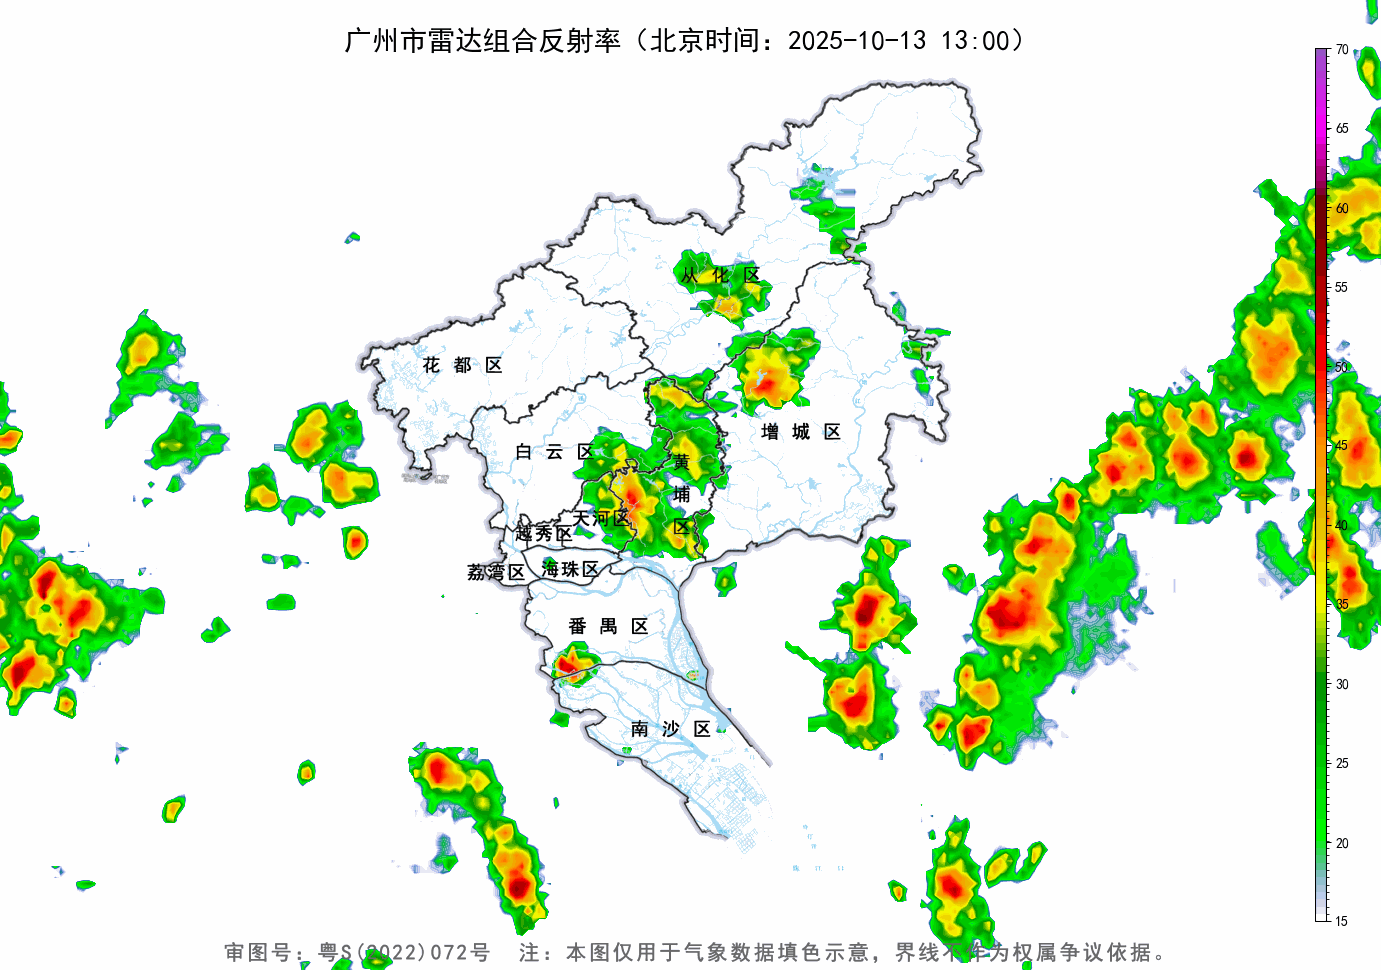 广州市雷达组合反射率（北京时间：2025-10-13 13:00）
70
65
60
55
50
45
40
35
30
25
20
15
从 化 区
花 都 区
增 城 区
白 云 区
黄
埔
区
天河区
越秀区
海珠区
荔湾区
番 禺 区
南 沙 区
审图号：粤S(2022)072号 注：本图仅用于气象数据填色示意，界线不作为权属争议依据。